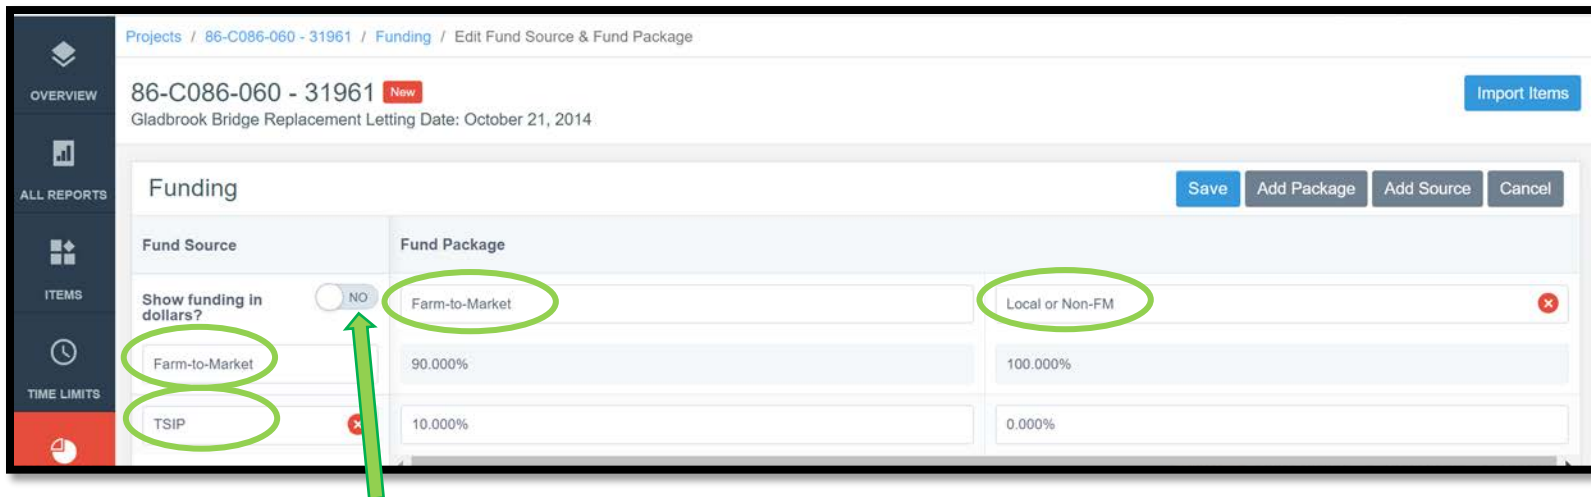 Projects / 86-C086-060 - 31961 / Funding / Edit Fund Source & Fund Package
OVERVIEW
86-C086-060 - 31961 New
Import Items
Gladbrook Bridge Replacement Letting Date: October 21, 2014
ALL REPORTS
Funding
Save Add Package Add Source Cancel
Fund Source Fund Package
ITEMS
Show funding in dollars?
NO
Farm-to-Market Local or Non-FM
Farm-to-Market 90.000% 100.000%
TIME LIMITS
TSIP 10.000% 0.000%